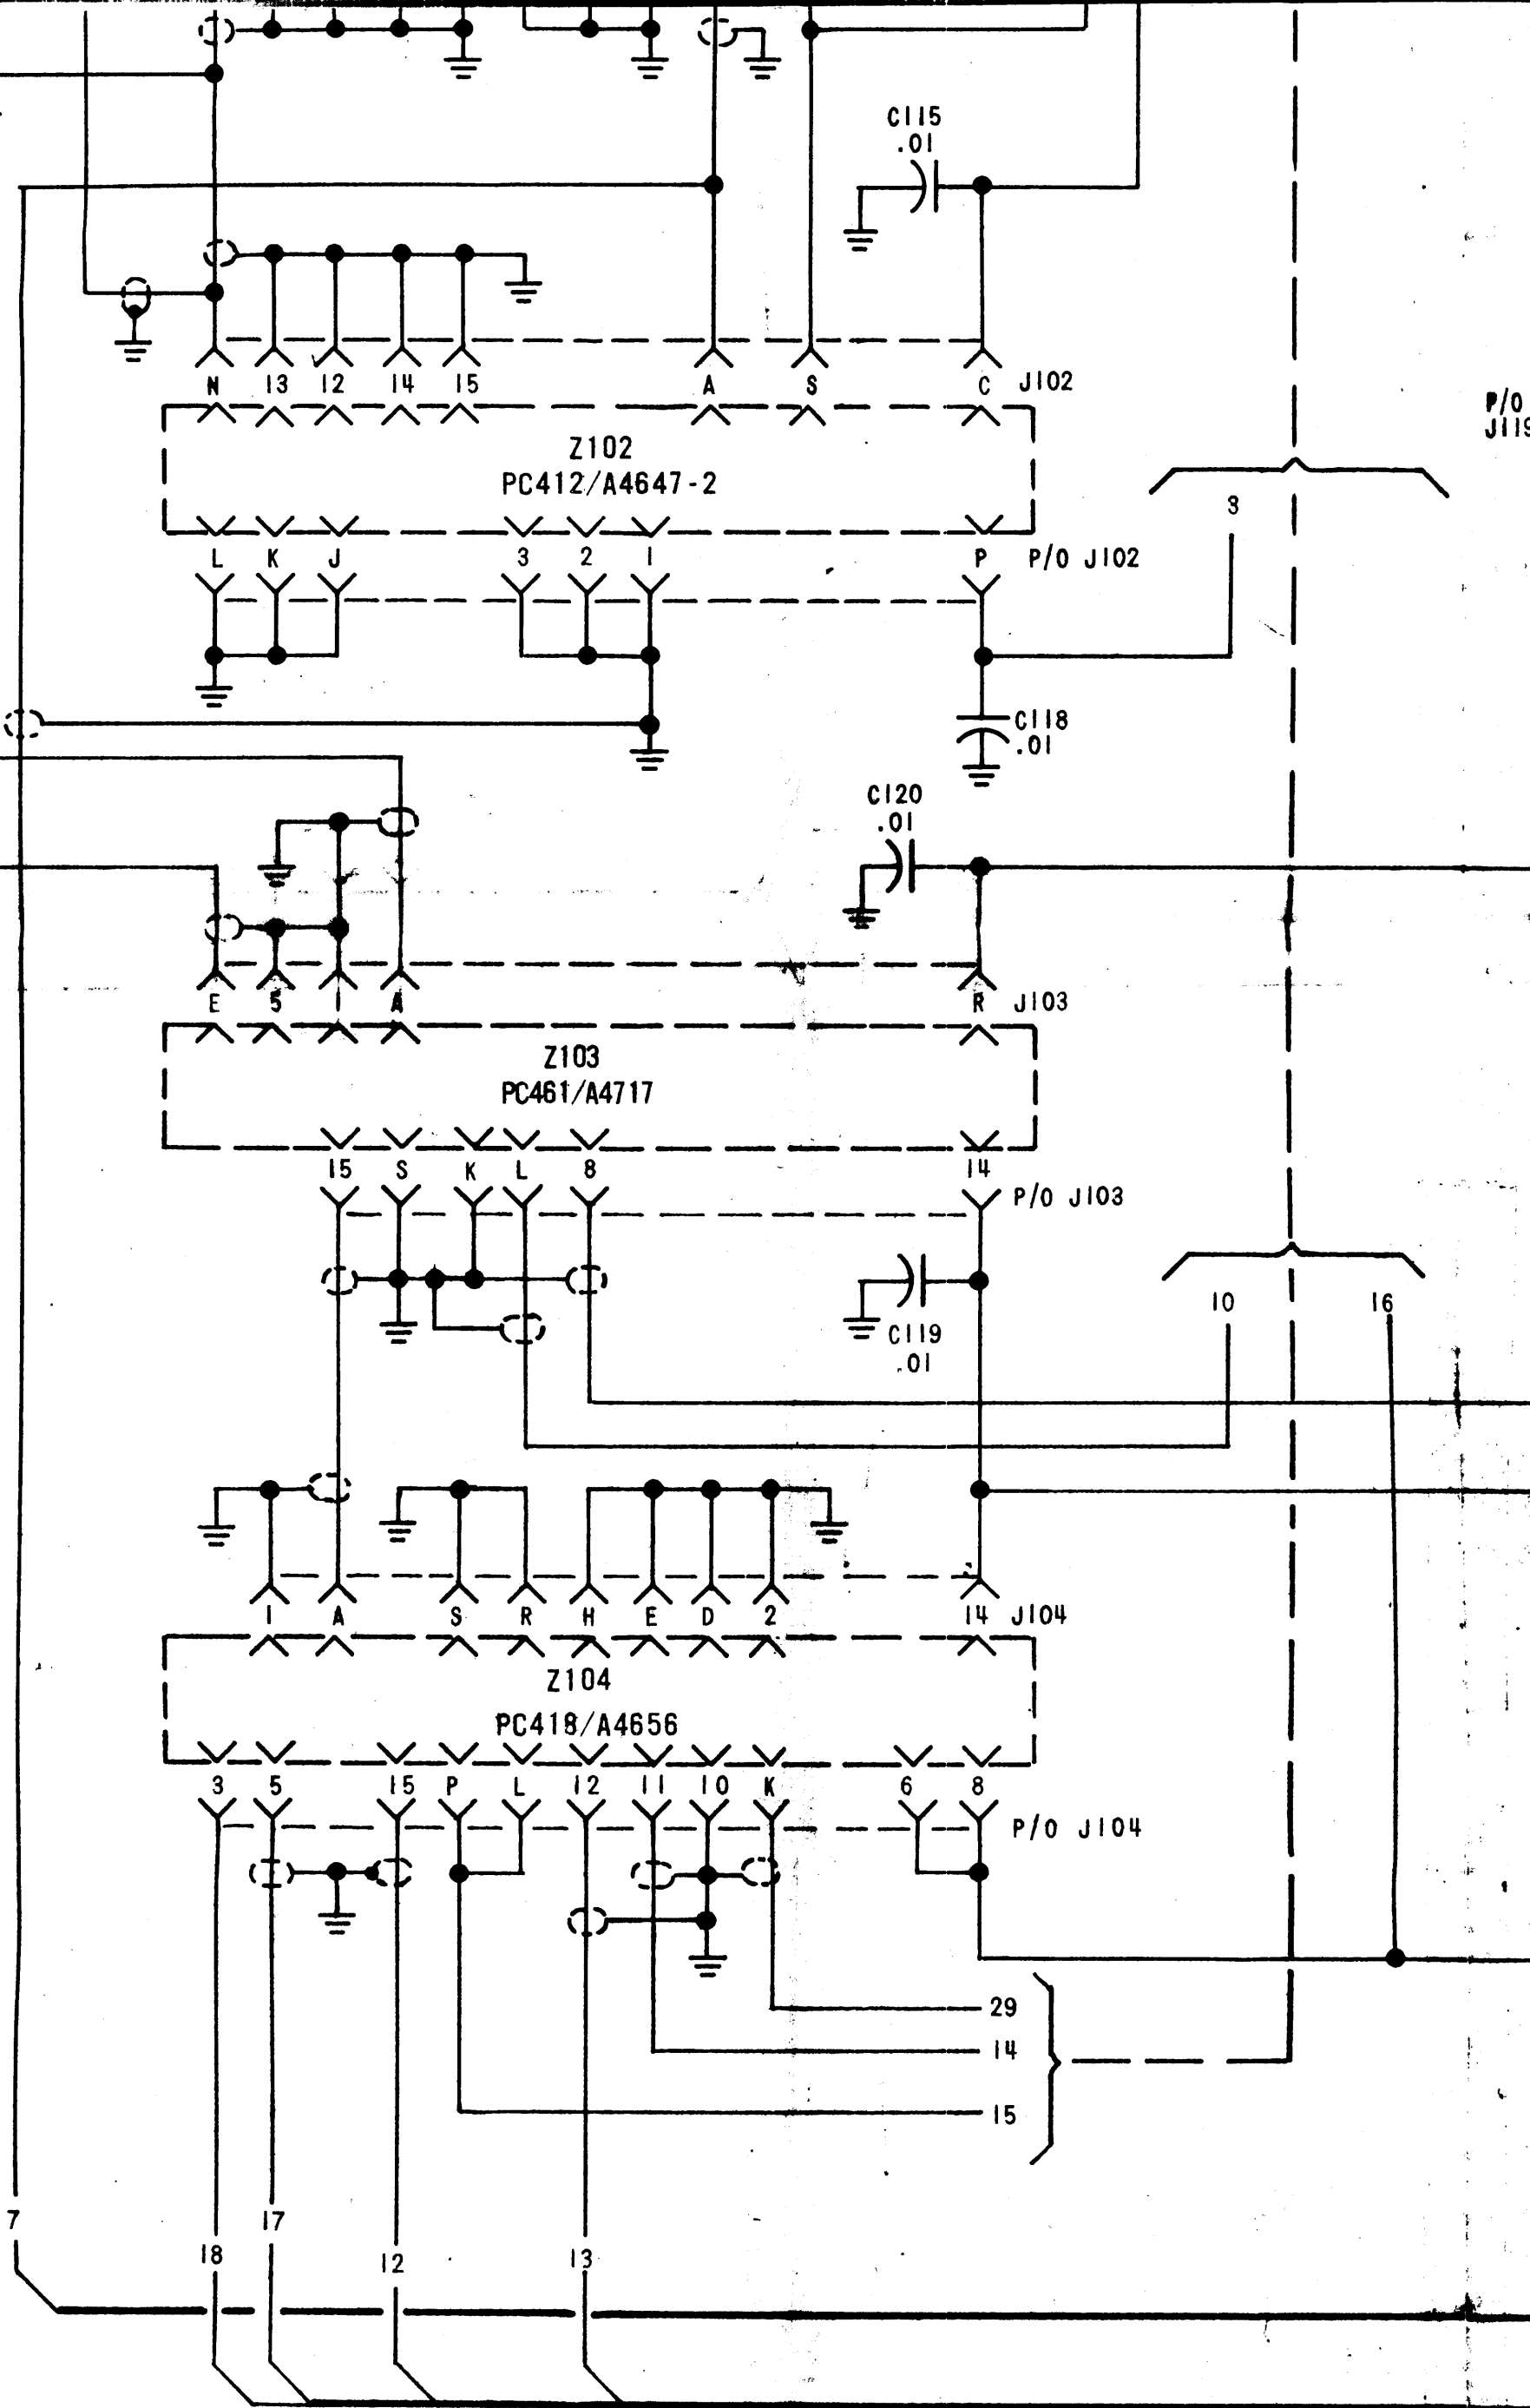 C115
.01
N 13 12 14 15 A S C J102
P/O
Z102
PC412/A4647-2
3
L K J 3 2 1 P P/O J102
C118
.01
C120
.01
E 5 1 A R J103
Z103
PC461/A4717
15 S K L 8 14
P/O J103
10 16
C119
.01
1 A S R H E D 2 14 J104
Z104
PC418/A4656
3 5 15 P L 12 11 10 K 6 8
P/O J104
29
14
15
7
17
18 12 13